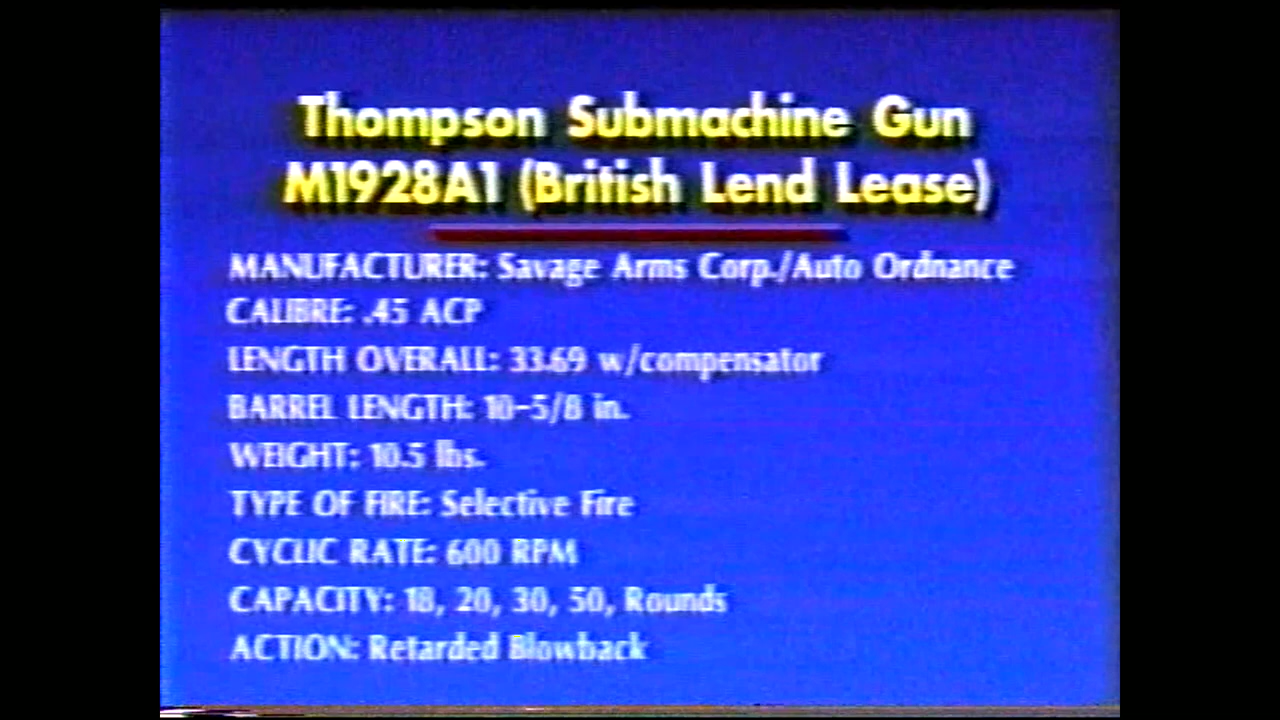 Thompson Submachine Gun
M1928A1 (British Lend Lease)
MANUFACTURER: Savage Arms Corp./Auto Ordnance
CALIBRE: .45 ACP
LENGTH OVERALL: 33.69 w/compensator
BARREL LENGTH: 10-5/8 in.
WEIGHT: 10.5 lbs.
TYPE OF FIRE: Selective Fire
CYCLIC RATE: 600 RPM
CAPACITY: 18, 20, 30, 50, Rounds
ACTION: Retarded Blowback